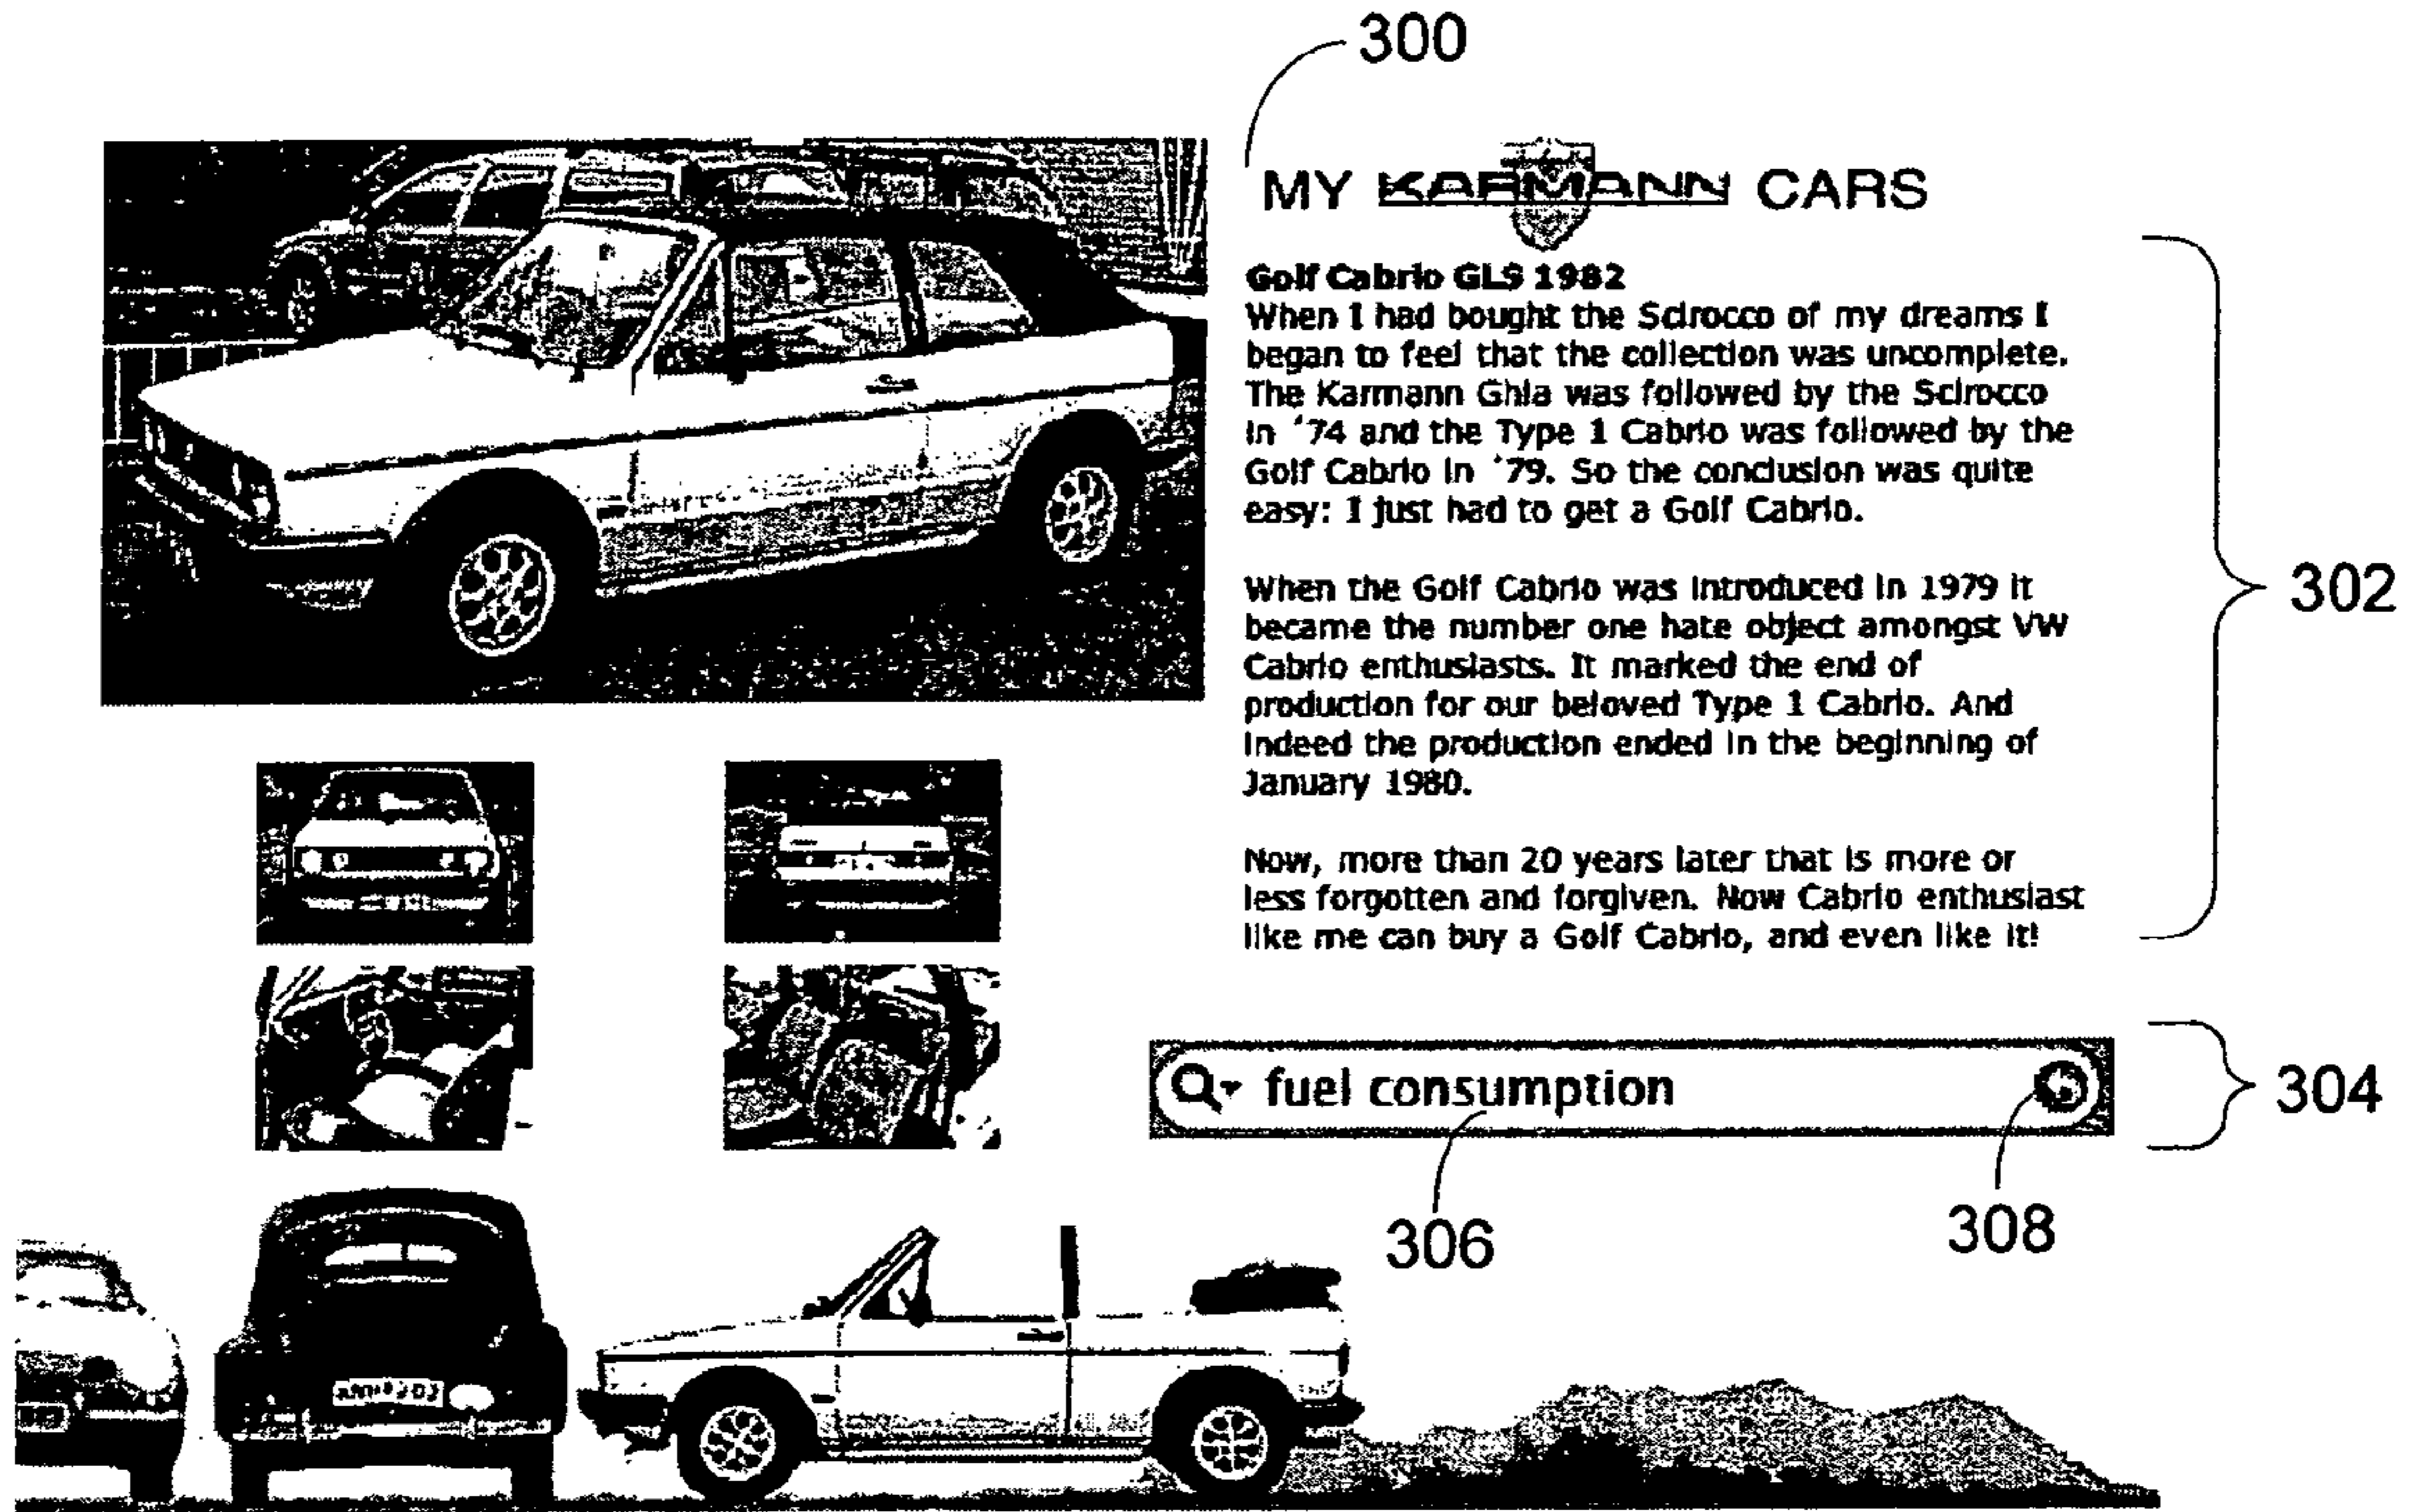 300
MY KARMANN CARS
Golf Cabrio GLS 1982
When I had bought the Scirocco of my dreams I
began to feel that the collection was uncomplete.
The Karmann Ghia was followed by the Scirocco
in '74 and the Type 1 Cabrio was followed by the
Golf Cabrio in '79. So the conclusion was quite
easy: I just had to get a Golf Cabrio.
When the Golf Cabrio was introduced in 1979 it
became the number one hate object amongst VW
Cabrio enthusiasts. It marked the end of
production for our beloved Type 1 Cabrio. And
indeed the production ended in the beginning of
January 1980.
302
Now, more than 20 years later that is more or
less forgotten and forgiven. Now Cabrio enthusiast
like me can buy a Golf Cabrio, and even like it!
fuel consumption
304
306
308